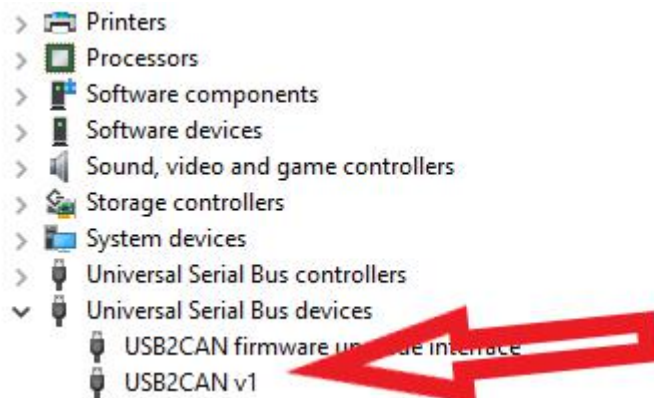 Printers
Processors
Software components
Software devices
Sound, video and game controllers
Storage controllers
System devices
Universal Serial Bus controllers
Universal Serial Bus devices
USB2CAN firmware interface
USB2CAN v1